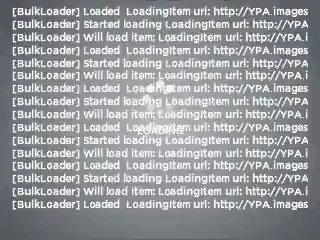 [BulkLoader] Loaded  LoadingItem url: http://YPA.images
[BulkLoader] Started loading LoadingItem url: http://YPA
[BulkLoader] Will load item: LoadingItem url: http://YPA.i
[BulkLoader] Loaded  LoadingItem url: http://YPA.images
[BulkLoader] Started loading LoadingItem url: http://YPA
[BulkLoader] Will load item: LoadingItem url: http://YPA.i
[BulkLoader] Loaded  LoadingItem url: http://YPA.images
[BulkLoader] Started loading LoadingItem url: http://YPA
[BulkLoader] Will load item: LoadingItem url: http://YPA.i
[BulkLoader] Loaded  LoadingItem url: http://YPA.images
LOADING
[BulkLoader] Started loading LoadingItem url: http://YPA
[BulkLoader] Will load item: LoadingItem url: http://YPA.i
[BulkLoader] Loaded  LoadingItem url: http://YPA.images
[BulkLoader] Started loading LoadingItem url: http://YPA
[BulkLoader] Will load item: LoadingItem url: http://YPA.i
[BulkLoader] Loaded  LoadingItem url: http://YPA.images